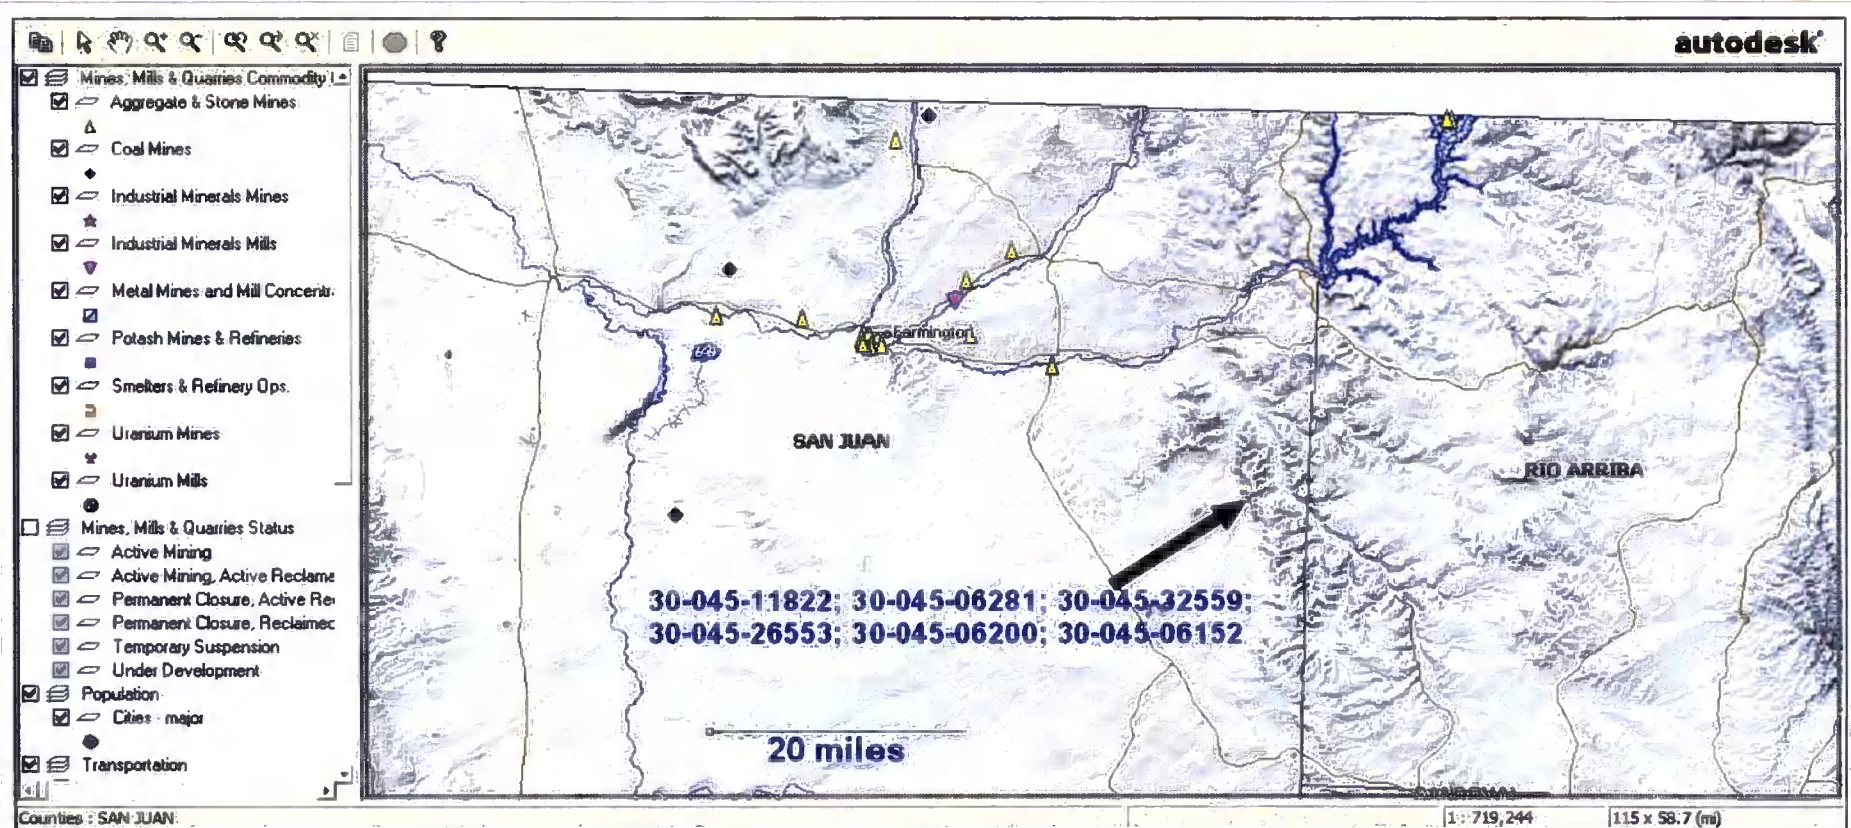 autodesk
Mines, Mills & Quarries Commodity
Aggregate & Stone Mines
Coal Mines
Industrial Minerals Mines
Industrial Minerals Mills
Metal Mines and Mill Concentr
Potash Mines & Refineries
Smelters & Refinery Ops.
Uranium Mines
Uranium Mills
Mines, Mills & Quarries Status
Active Mining
Active Mining, Active Reclama
Permanent Closure, Active Re
Permanent Closure, Reclaimed
Temporary Suspension
Under Development
Population
Cities - major
Transportation
Farmington
SAN JUAN
RIO ARRIBA
30-045-11822; 30-045-06281; 30-045-32559;
30-045-26553; 30-045-06200; 30-045-06152
20 miles
SANDOVAL
Counties : SAN JUAN
1 : 719,244
115 x 58.7 (mi)